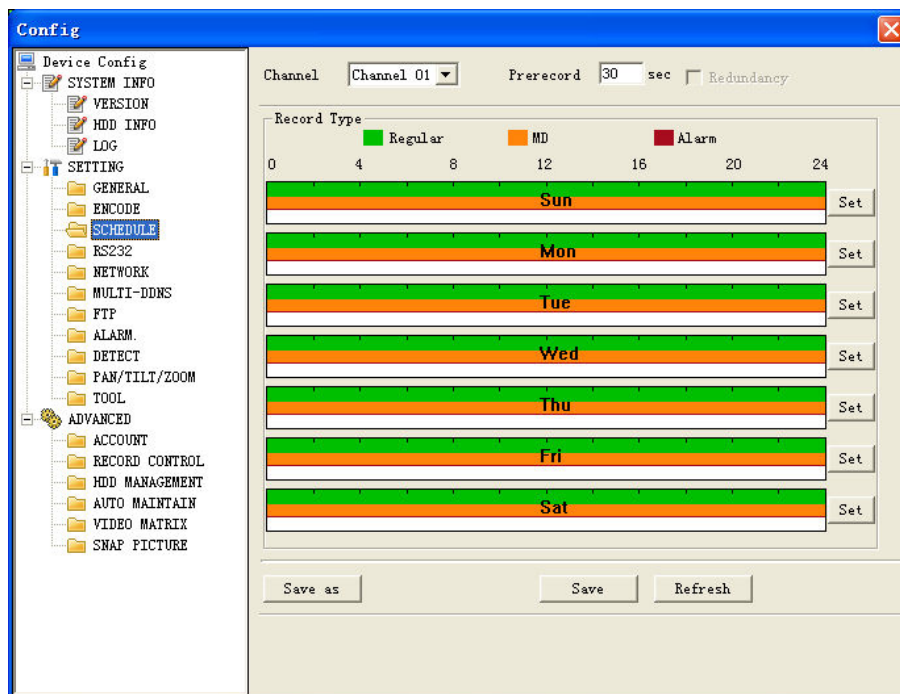 Config
Device Config
SYSTEM INFO
VERSION
HDD INFO
LOG
SETTING
GENERAL
ENCODE
SCHEDULE
RS232
NETWORK
MULTI-DDNS
FTP
ALARM.
DETECT
PAN/TILT/ZOOM
TOOL
ADVANCED
ACCOUNT
RECORD CONTROL
HDD MANAGEMENT
AUTO MAINTAIN
VIDEO MATRIX
SNAP PICTURE
Channel Channel 01 Prerecord 30 sec Redundancy
Record Type
Regular MD Alarm
0 4 8 12 16 20 24
Sun Set
Mon Set
Tue Set
Wed Set
Thu Set
Fri Set
Sat Set
Save as Save Refresh